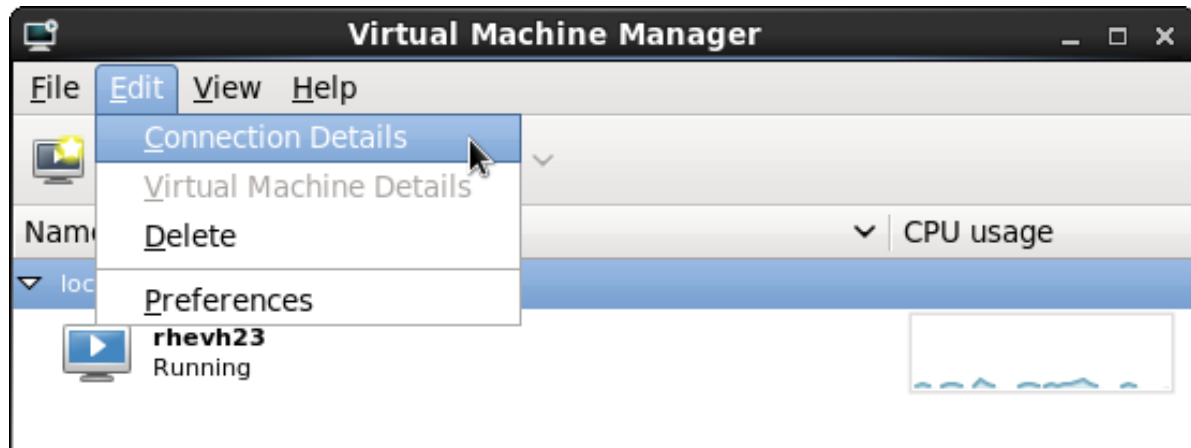 Virtual Machine Manager
File Edit View Help
Connection Details
Virtual Machine Details
Delete
Preferences
CPU usage
rhevh23
Running